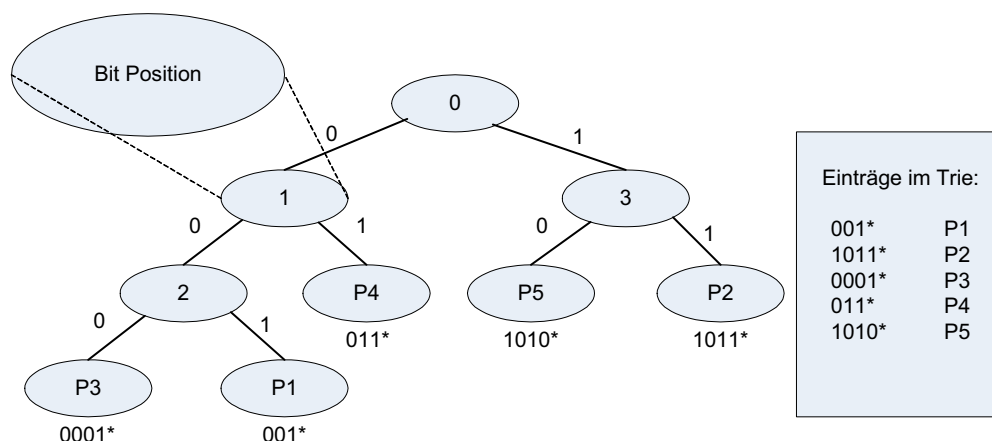 Bit Position
0
0
1
1
3
0
1
0
1
2
P4
P5
P2
0
1
011*
1010*
1011*
P3
P1
0001*
001*
Einträge im Trie:
001* P1
1011* P2
0001* P3
011* P4
1010* P5